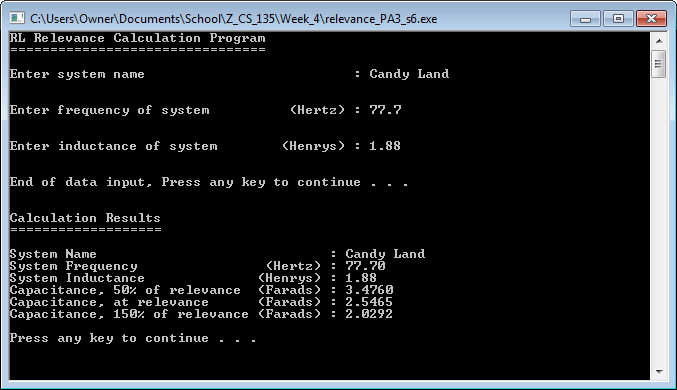 C:\Users\Owner\Documents\School\Z_CS_135\Week_4\relevance_PA3_s6.exe
RL Relevance Calculation Program
================================
Enter system name : Candy Land
Enter frequency of system (Hertz) : 77.7
Enter inductance of system (Henrys) : 1.88
End of data input, Press any key to continue . . .
Calculation Results
===================
System Name : Candy Land
System Frequency (Hertz) : 77.70
System Inductance (Henrys) : 1.88
Capacitance, 50% of relevance (Farads) : 3.4760
Capacitance, at relevance (Farads) : 2.5465
Capacitance, 150% of relevance (Farads) : 2.0292
Press any key to continue . . .